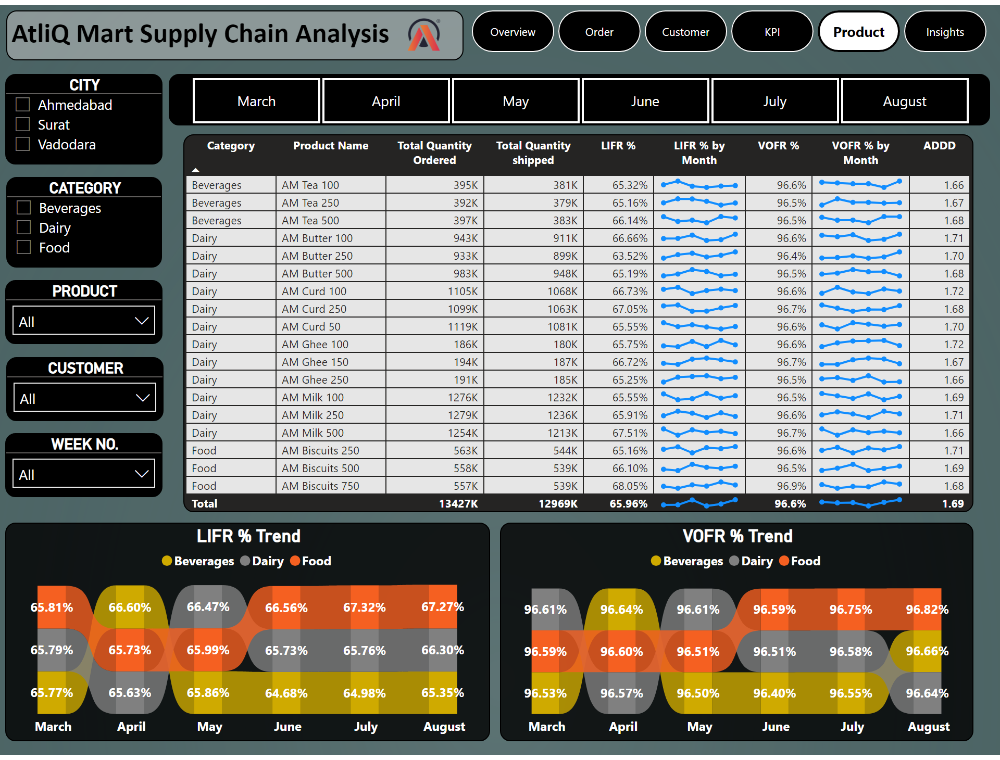 AtliQ Mart Supply Chain Analysis
®
Overview
Order
Customer
KPI
Product
Insights
CITY
Ahmedabad
Surat
Vadodara
CATEGORY
Beverages
Dairy
Food
PRODUCT
All
CUSTOMER
All
WEEK NO.
All
March April May June July August
Category Product Name Total Quantity Ordered Total Quantity shipped LIFR % LIFR % by Month VOFR % VOFR % by Month ADDD
Beverages AM Tea 100 395K 381K 65.32% 96.6% 1.66
Beverages AM Tea 250 392K 379K 65.16% 96.5% 1.67
Beverages AM Tea 500 397K 383K 66.14% 96.5% 1.68
Dairy AM Butter 100 943K 911K 66.66% 96.6% 1.71
Dairy AM Butter 250 933K 899K 63.52% 96.4% 1.70
Dairy AM Butter 500 983K 948K 65.19% 96.5% 1.68
Dairy AM Curd 100 1105K 1068K 66.73% 96.6% 1.72
Dairy AM Curd 250 1099K 1063K 67.05% 96.7% 1.68
Dairy AM Curd 50 1119K 1081K 65.55% 96.6% 1.70
Dairy AM Ghee 100 186K 180K 65.75% 96.6% 1.72
Dairy AM Ghee 150 194K 187K 66.72% 96.7% 1.67
Dairy AM Ghee 250 191K 185K 65.25% 96.5% 1.66
Dairy AM Milk 100 1276K 1232K 65.55% 96.5% 1.69
Dairy AM Milk 250 1279K 1236K 65.91% 96.6% 1.71
Dairy AM Milk 500 1254K 1213K 67.51% 96.7% 1.66
Food AM Biscuits 250 563K 544K 65.16% 96.6% 1.71
Food AM Biscuits 500 558K 539K 66.10% 96.5% 1.69
Food AM Biscuits 750 557K 539K 68.05% 96.9% 1.68
Total 13427K 12969K 65.96% 96.6% 1.69
LIFR % Trend
Beverages Dairy Food
65.81% 66.60% 66.47% 66.56% 67.32% 67.27%
65.79% 65.73% 65.99% 65.73% 65.76% 66.30%
65.77% 65.63% 65.86% 64.68% 64.98% 65.35%
March April May June July August
VOFR % Trend
Beverages Dairy Food
96.61% 96.64% 96.61% 96.59% 96.75% 96.82%
96.59% 96.60% 96.51% 96.51% 96.58% 96.66%
96.53% 96.57% 96.50% 96.40% 96.55% 96.64%
March April May June July August